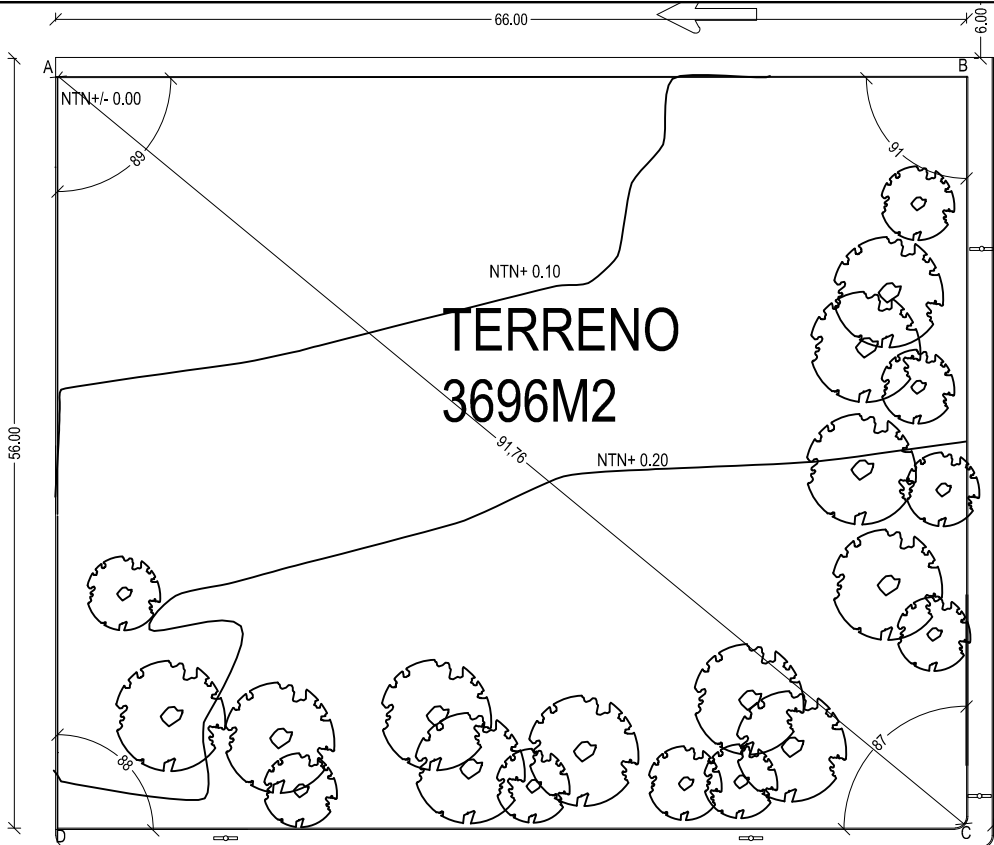 66.00
6.00
A
B
NTN+/- 0.00
89
91
NTN+ 0.10
TERRENO
3696M2
56.00
91,76
NTN+ 0.20
88
87
D
C